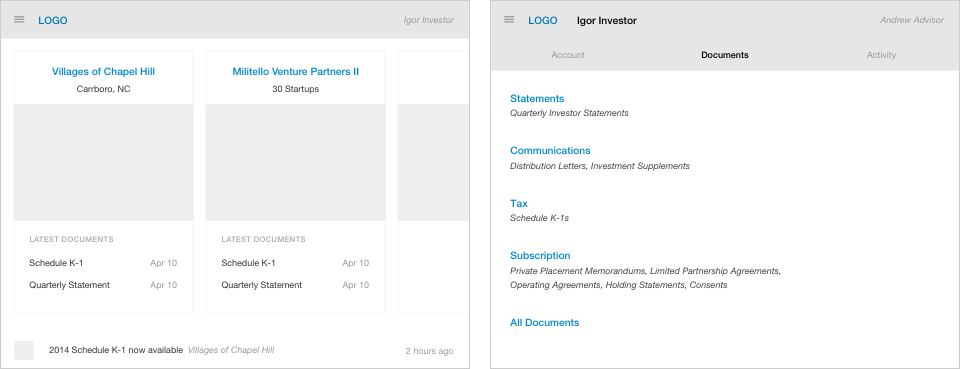 LOGO
Igor Investor
Villages of Chapel Hill
Carrboro, NC
LATEST DOCUMENTS
Schedule K-1 Apr 10
Quarterly Statement Apr 10
Militello Venture Partners II
30 Startups
LATEST DOCUMENTS
Schedule K-1 Apr 10
Quarterly Statement Apr 10
2014 Schedule K-1 now available Villages of Chapel Hill 2 hours ago
LOGO Igor Investor Andrew Advisor
Account Documents Activity
Statements
Quarterly Investor Statements
Communications
Distribution Letters, Investment Supplements
Tax
Schedule K-1s
Subscription
Private Placement Memorandums, Limited Partnership Agreements,
Operating Agreements, Holding Statements, Consents
All Documents